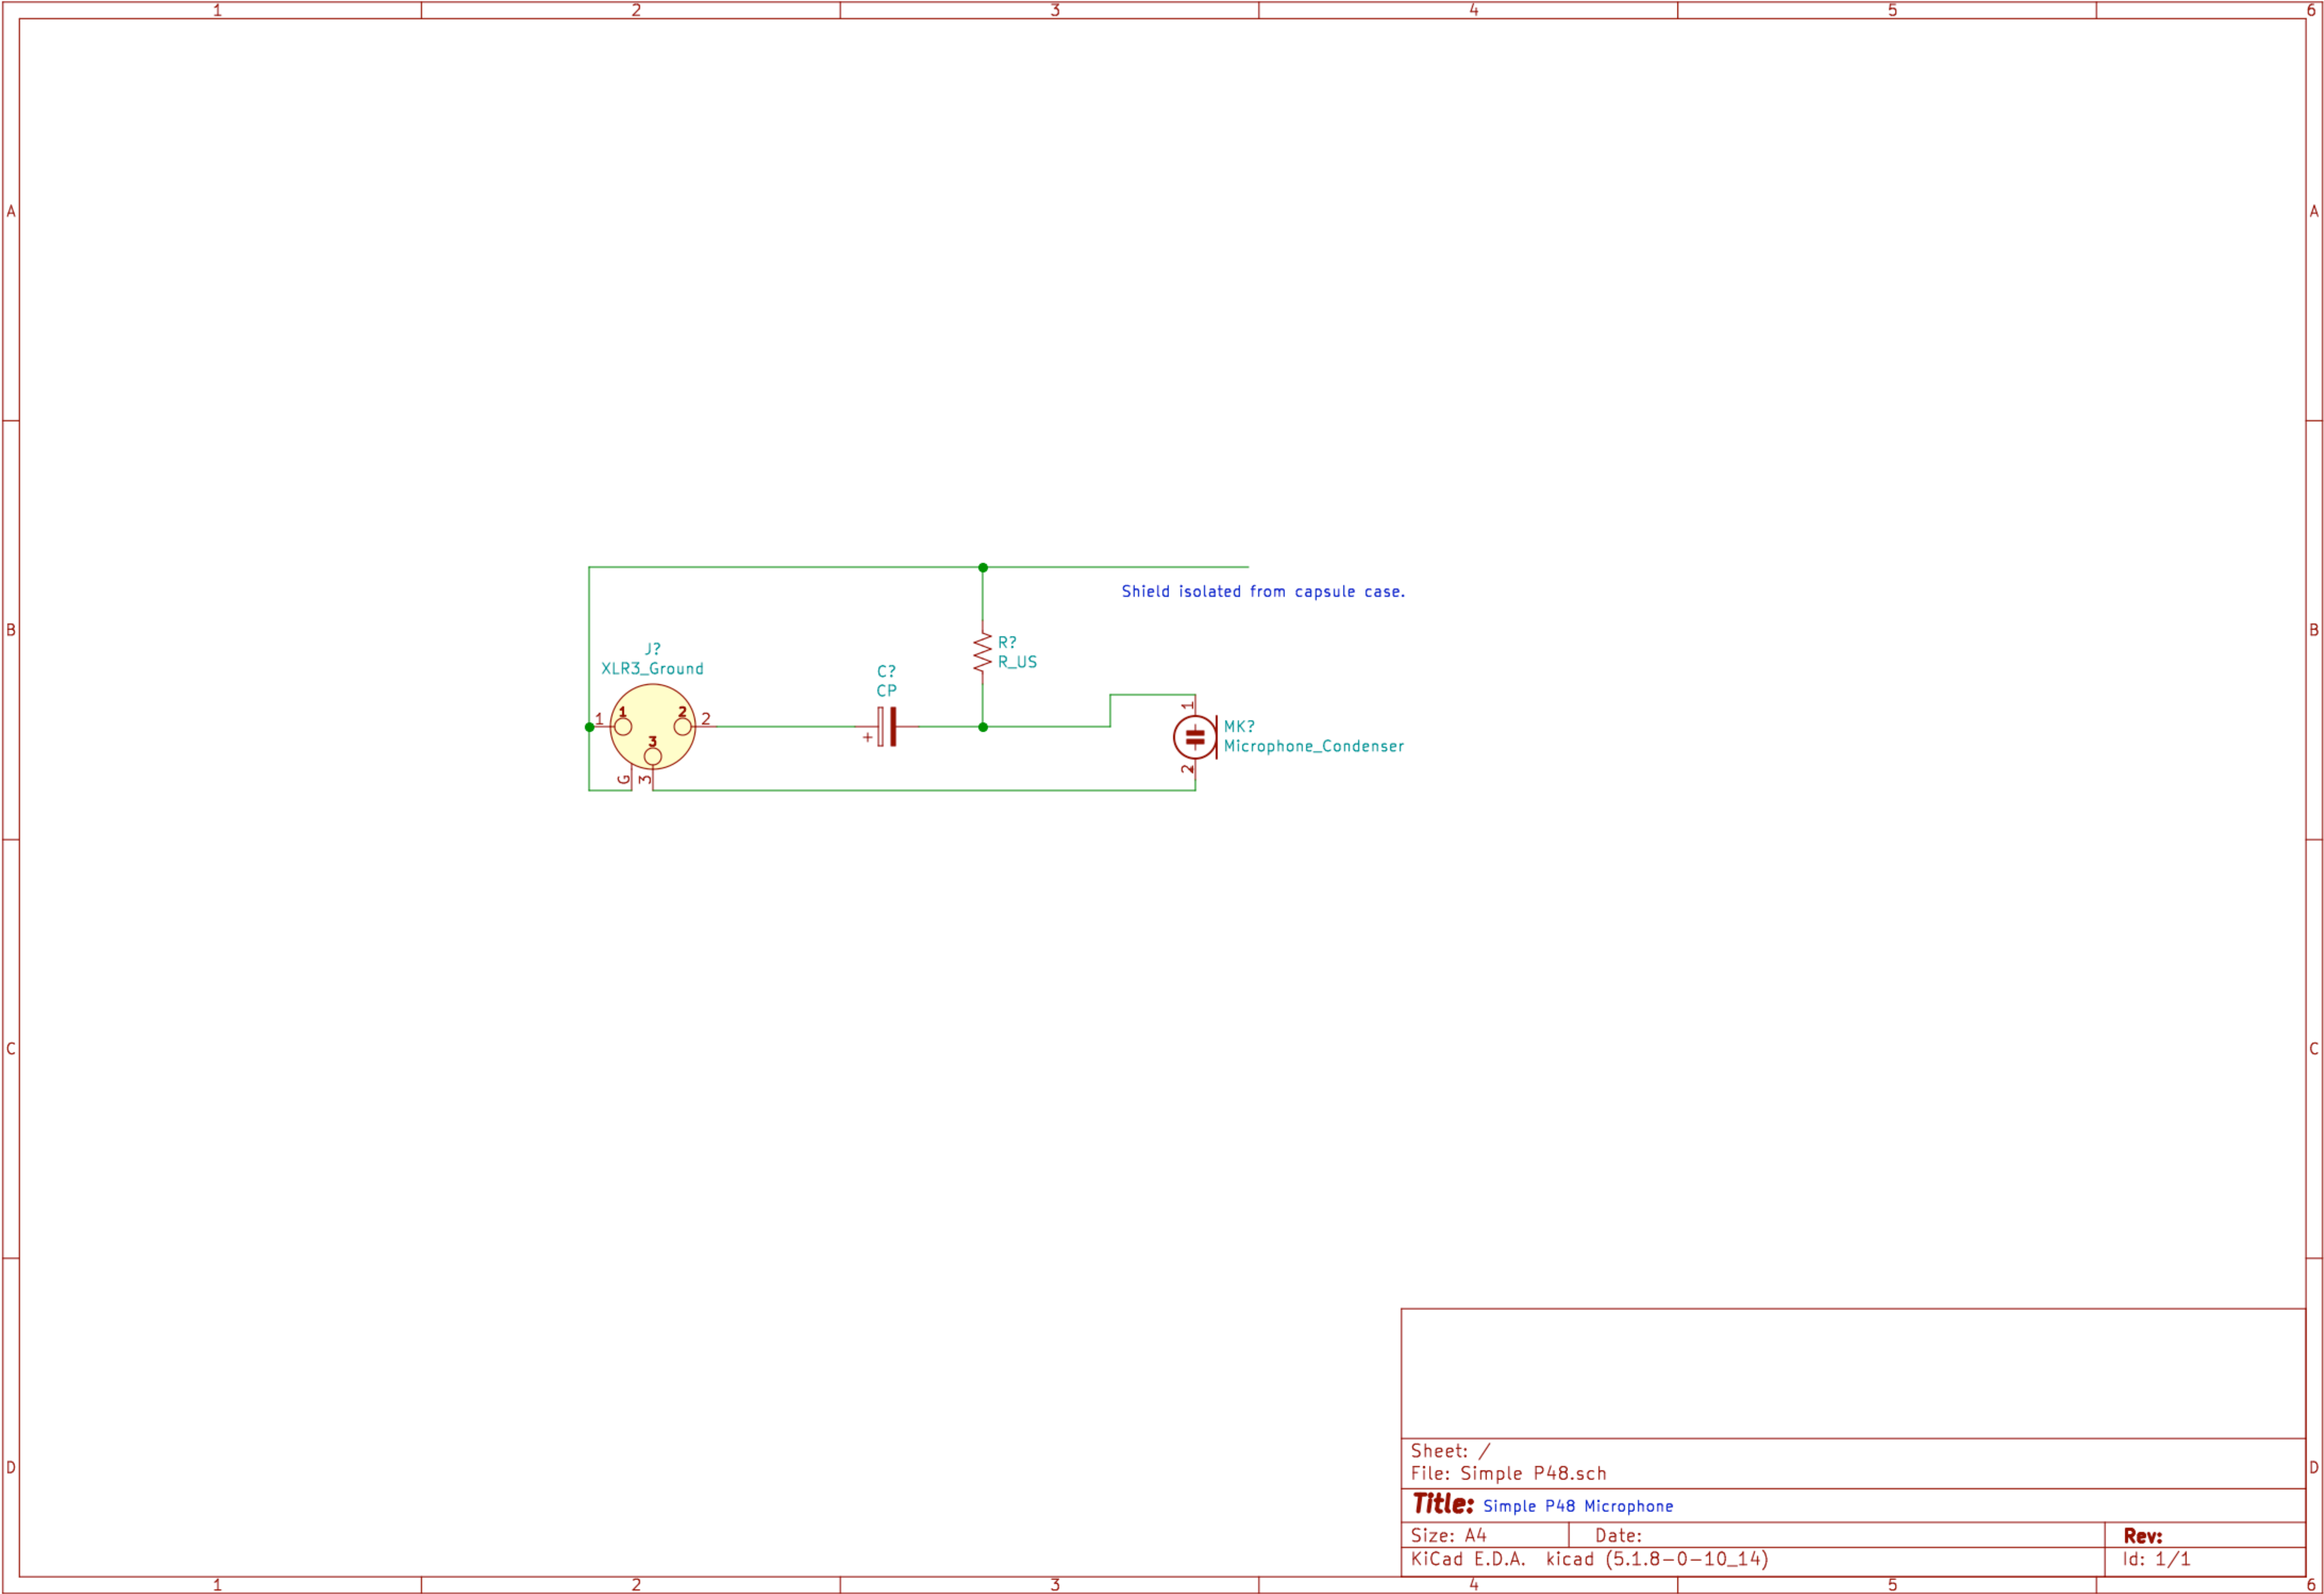 1 2 3 4 5 6
A A
Shield isolated from capsule case.
B B
J?
XLR3_Ground
R?
R_US
C?
CP
1 1 2 2
3
G 3
+
1
MK?
Microphone_Condenser
2
C C
Sheet: /
File: Simple P48.sch
D D
Title: Simple P48 Microphone
Size: A4 Date: Rev:
KiCad E.D.A. kicad (5.1.8-0-10_14) Id: 1/1
1 2 3 4 5 6